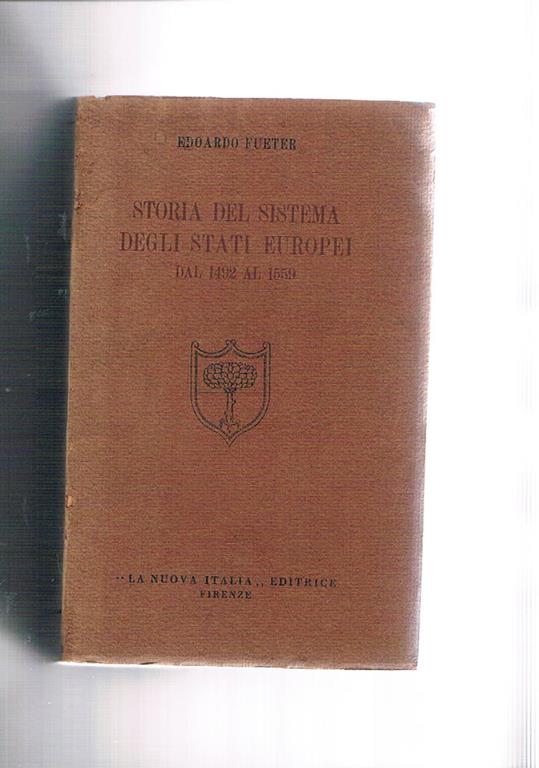 EDOARDO FUETER
STORIA DEL SISTEMA
DEGLI STATI EUROPEI
DAL 1492 AL 1559
"LA NUOVA ITALIA„ EDITRICE
FIRENZE